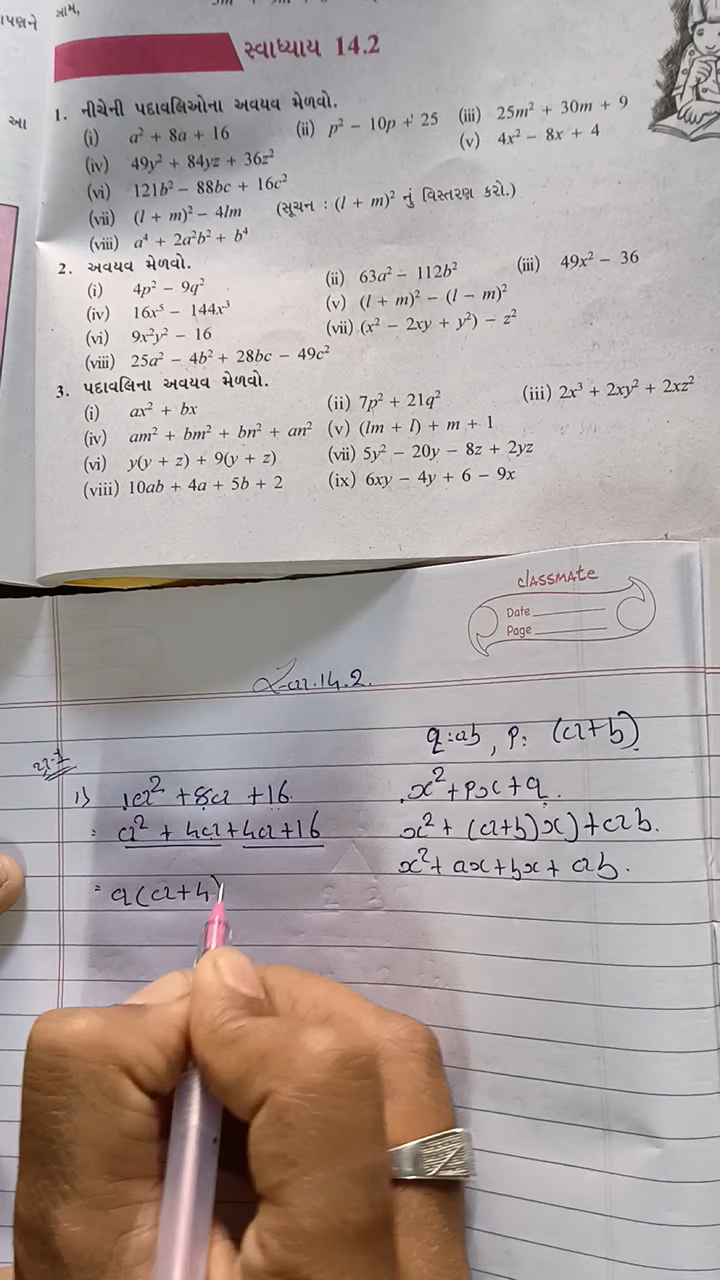 ાપણને
ગ્રામ,
આ
સ્વાધ્યાય 14.2
1. નીચેની પદાવલિઓના અવયવ મેળવો.
(i) a² + 8a + 16 (ii) p² – 10p + 25 (iii) 25m² + 30m + 9
(iv) 49y² + 84yz + 36z² (v) 4x² – 8x + 4
(vi) 121b² – 88bc + 16c²
(vii) (l + m)² – 4lm (સૂચન : (l + m)² નું વિસ્તરણ કરો.)
(viii) a⁴ + 2a²b² + b⁴
2. અવયવ મેળવો.
(i) 4p² – 9q² (ii) 63a² – 112b² (iii) 49x² – 36
(iv) 16x⁵ – 144x³ (v) (l + m)² – (l – m)²
(vi) 9x²y² – 16 (vii) (x² – 2xy + y²) – z²
(viii) 25a² – 4b² + 28bc – 49c²
3. પદાવલિના અવયવ મેળવો.
(i) ax² + bx (ii) 7p² + 21q² (iii) 2x³ + 2xy² + 2xz²
(iv) am² + bm² + bn² + an² (v) (lm + l) + m + 1
(vi) y(y + z) + 9(y + z) (vii) 5y² – 20y – 8z + 2yz
(viii) 10ab + 4a + 5b + 2 (ix) 6xy – 4y + 6 – 9x
classmate
Date
Page
14.2.
q:ab, p: (a+b)
1) 1a² + 8a + 16. x² + px + q.
= a² + 4a + 4a + 16 x² + (a+b)x) + ab.
x² + ax + bx + ab.
= a(a+4)